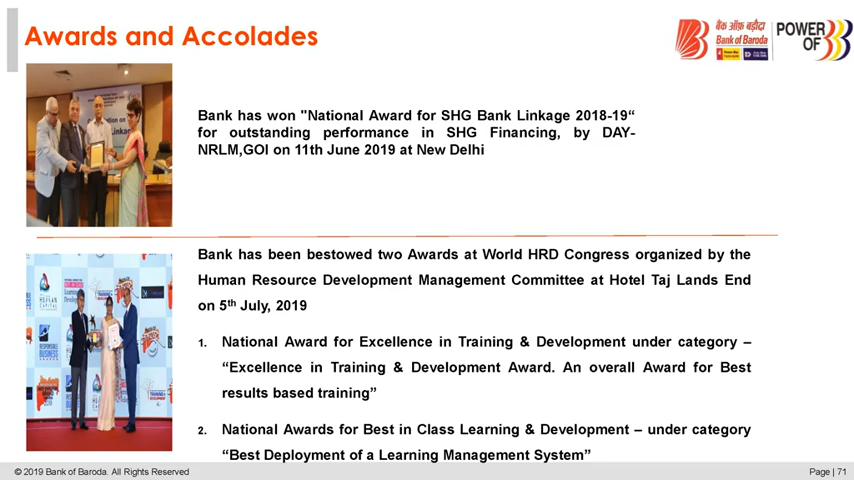 Awards and Accolades
बैंक ऑफ़ बड़ौदा
Bank of Baroda
POWER
OF
Bank has won "National Award for SHG Bank Linkage 2018-19“
for outstanding performance in SHG Financing, by DAY-
NRLM,GOI on 11th June 2019 at New Delhi
Bank has been bestowed two Awards at World HRD Congress organized by the
Human Resource Development Management Committee at Hotel Taj Lands End
on 5th July, 2019
1. National Award for Excellence in Training & Development under category –
“Excellence in Training & Development Award. An overall Award for Best
results based training”
2. National Awards for Best in Class Learning & Development – under category
“Best Deployment of a Learning Management System”
© 2019 Bank of Baroda. All Rights Reserved
Page | 71